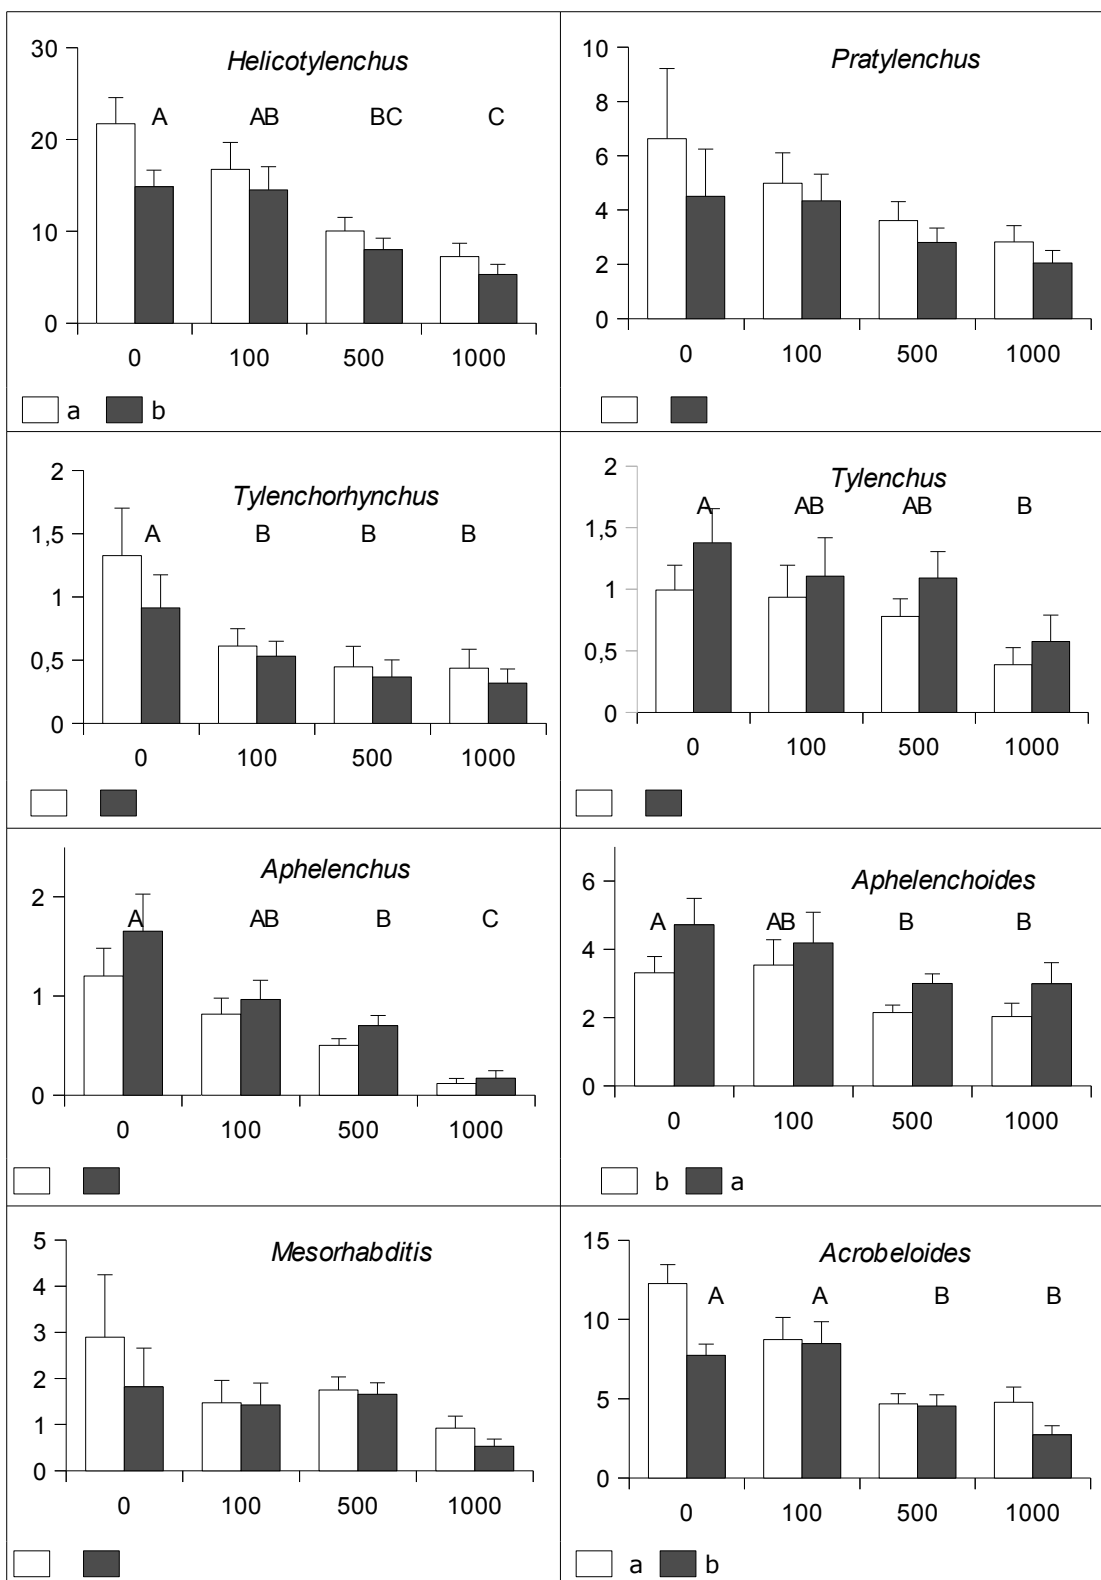 Helicotylenchus
30
20
10
0
A AB BC C
0 100 500 1000
a b
Pratylenchus
10
8
6
4
2
0
0 100 500 1000
Tylenchorhynchus
2
1,5
1
0,5
0
A B B B
0 100 500 1000
Tylenchus
2
1,5
1
0,5
0
A AB AB B
0 100 500 1000
Aphelenchus
2
1
0
A AB B C
0 100 500 1000
Aphelenchoides
6
4
2
0
A AB B B
0 100 500 1000
b a
Mesorhabditis
5
4
3
2
1
0
0 100 500 1000
Acrobeloides
15
10
5
0
A A B B
0 100 500 1000
a b